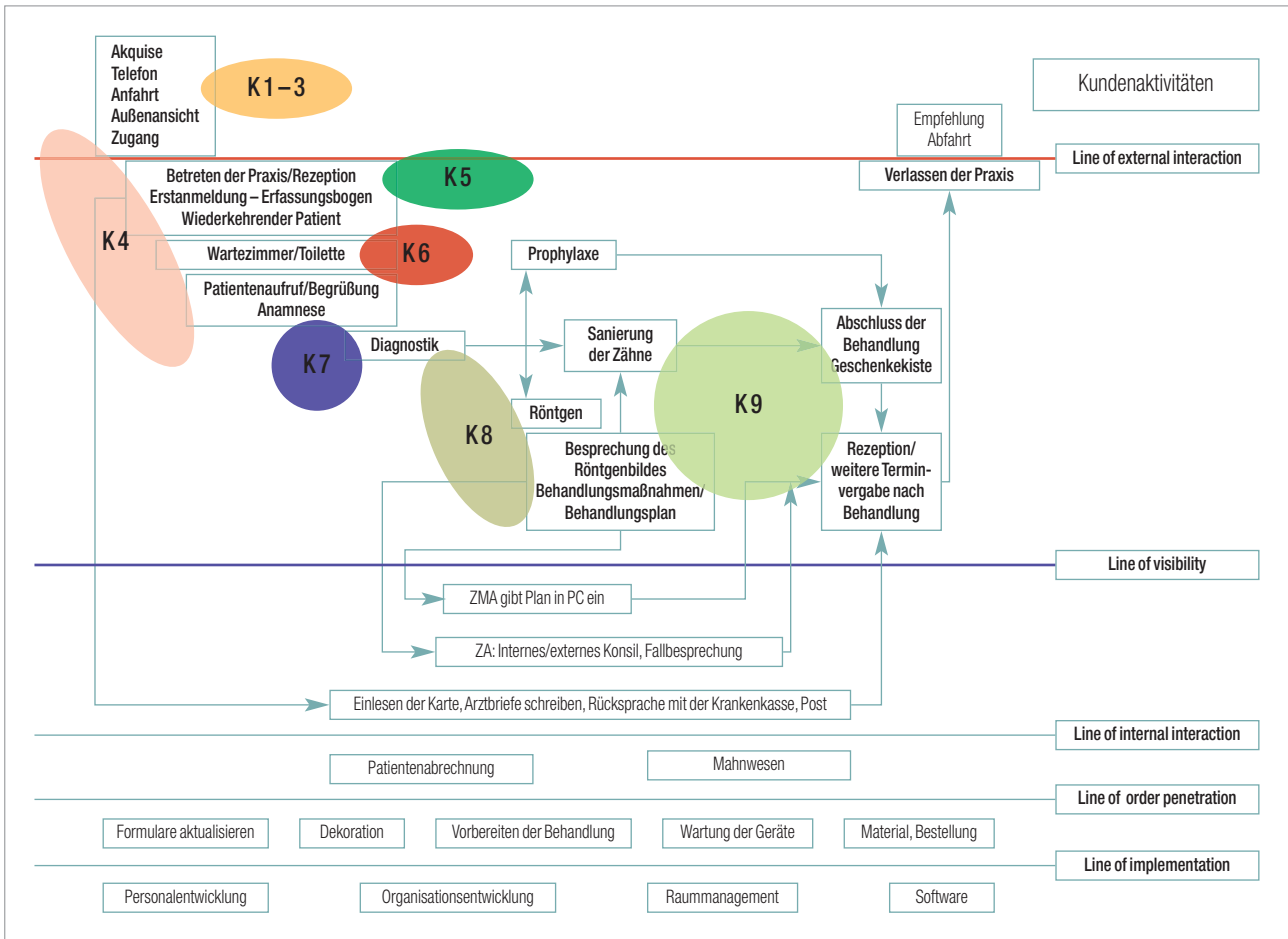 Akquise
Telefon
Anfahrt
Außenansicht
Zugang
K1–3
Kundenaktivitäten
Empfehlung
Abfahrt
Line of external interaction
Betreten der Praxis/Rezeption
Erstanmeldung – Erfassungsbogen
Wiederkehrender Patient
K5
Verlassen der Praxis
K4
Wartezimmer/Toilette
K6
Prophylaxe
Patientenaufruf/Begrüßung
Anamnese
K7
Diagnostik
Sanierung
der Zähne
Abschluss der
Behandlung
Geschenkekiste
K8
Röntgen
K9
Besprechung des
Röntgenbildes
Behandlungsmaßnahmen/
Behandlungsplan
Rezeption/
weitere Termin-
vergabe nach
Behandlung
Line of visibility
ZMA gibt Plan in PC ein
ZA: Internes/externes Konsil, Fallbesprechung
Einlesen der Karte, Arztbriefe schreiben, Rücksprache mit der Krankenkasse, Post
Line of internal interaction
Patientenabrechnung
Mahnwesen
Line of order penetration
Formulare aktualisieren
Dekoration
Vorbereiten der Behandlung
Wartung der Geräte
Material, Bestellung
Line of implementation
Personalentwicklung
Organisationsentwicklung
Raummanagement
Software